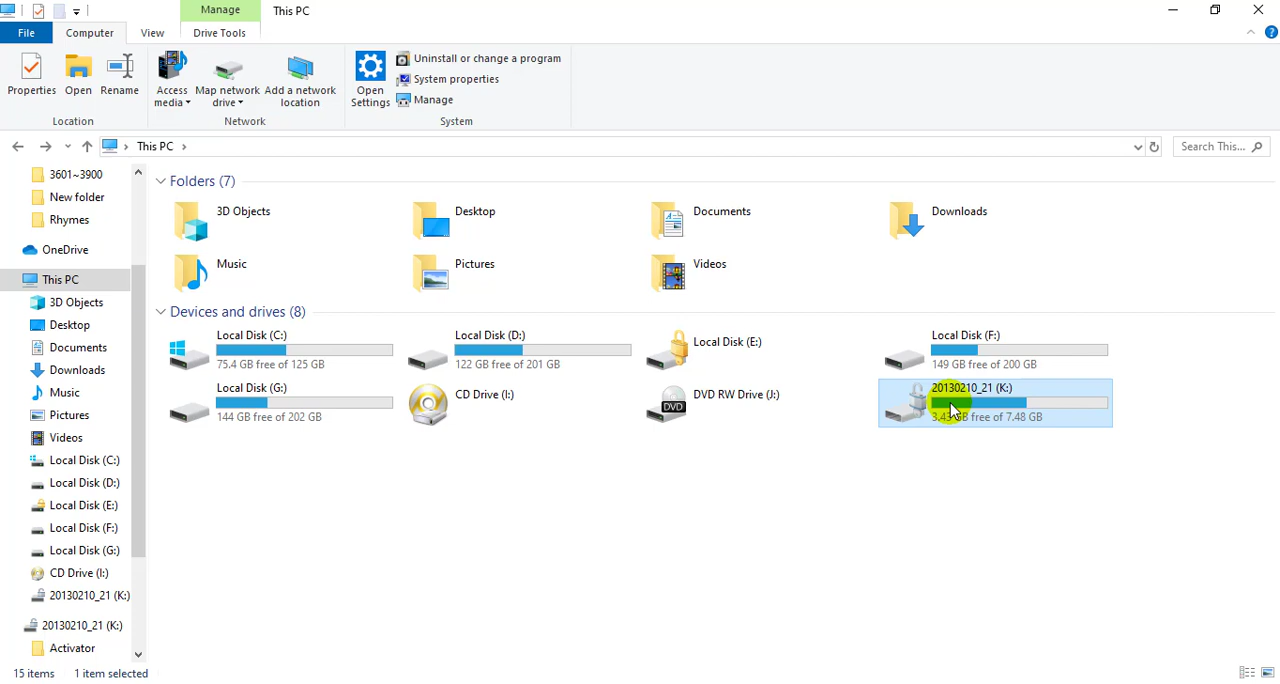 Manage
This PC
File
Computer
View
Drive Tools
Properties
Open
Rename
Access media
Map network drive
Add a network location
Open Settings
Uninstall or change a program
System properties
Manage
Location
Network
System
This PC
Search This...
3601~3900
New folder
Rhymes
OneDrive
This PC
3D Objects
Desktop
Documents
Downloads
Music
Pictures
Videos
Local Disk (C:)
Local Disk (D:)
Local Disk (E:)
Local Disk (F:)
Local Disk (G:)
CD Drive (I:)
20130210_21 (K:)
20130210_21 (K:)
Activator
Folders (7)
3D Objects
Desktop
Documents
Downloads
Music
Pictures
Videos
Devices and drives (8)
Local Disk (C:)
75.4 GB free of 125 GB
Local Disk (D:)
122 GB free of 201 GB
Local Disk (E:)
Local Disk (F:)
149 GB free of 200 GB
Local Disk (G:)
144 GB free of 202 GB
CD Drive (I:)
DVD
DVD RW Drive (J:)
20130210_21 (K:)
3.43 GB free of 7.48 GB
15 items
1 item selected